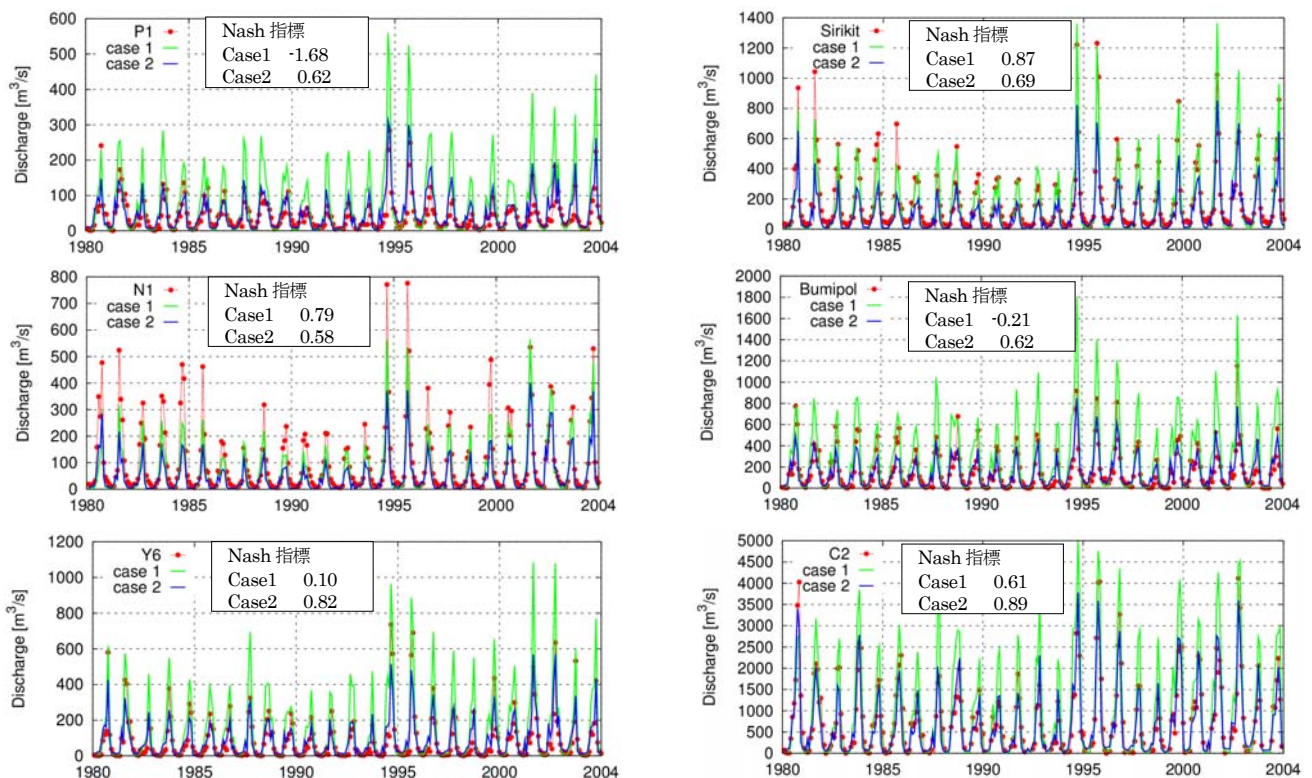 P1
case 1
case 2
Nash 指標
Case1 -1.68
Case2 0.62
Discharge [m³/s]
600
500
400
300
200
100
0
1980 1985 1990 1995 2000 2004
Sirikit
case 1
case 2
Nash 指標
Case1 0.87
Case2 0.69
Discharge [m³/s]
1400
1200
1000
800
600
400
200
0
1980 1985 1990 1995 2000 2004
N1
case 1
case 2
Nash 指標
Case1 0.79
Case2 0.58
Discharge [m³/s]
800
700
600
500
400
300
200
100
0
1980 1985 1990 1995 2000 2004
Bumipol
case 1
case 2
Nash 指標
Case1 -0.21
Case2 0.62
Discharge [m³/s]
2000
1800
1600
1400
1200
1000
800
600
400
200
0
1980 1985 1990 1995 2000 2004
Y6
case 1
case 2
Nash 指標
Case1 0.10
Case2 0.82
Discharge [m³/s]
1200
1000
800
600
400
200
0
1980 1985 1990 1995 2000 2004
C2
case 1
case 2
Nash 指標
Case1 0.61
Case2 0.89
Discharge [m³/s]
5000
4500
4000
3500
3000
2500
2000
1500
1000
500
0
1980 1985 1990 1995 2000 2004